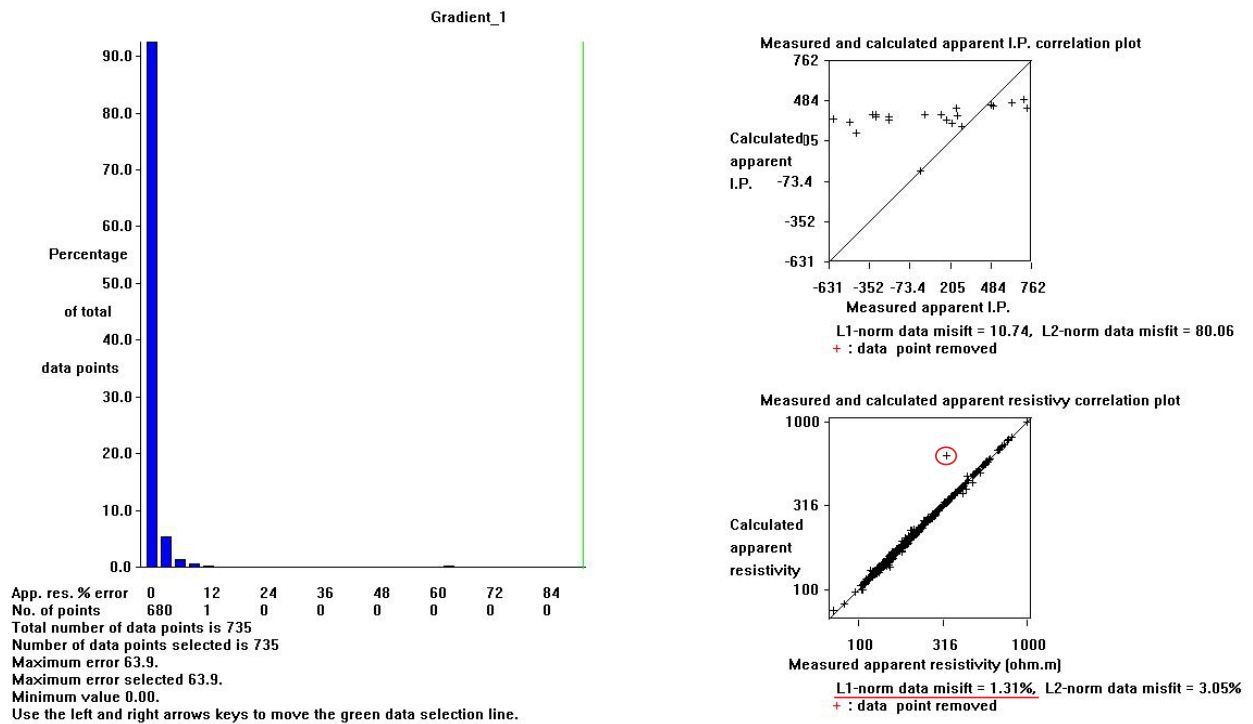 Gradient_1
90.0
80.0
70.0
60.0
Percentage
50.0
of total
40.0
data points
30.0
20.0
10.0
0.0
App. res. % error 0 12 24 36 48 60 72 84
No. of points 680 1 0 0 0 0 0 0
Total number of data points is 735
Number of data points selected is 735
Maximum error 63.9.
Maximum error selected 63.9.
Minimum value 0.00.
Use the left and right arrows keys to move the green data selection line.
Measured and calculated apparent I.P. correlation plot
762
484
Calculated 05
apparent
I.P. -73.4
-352
-631
-631 -352 -73.4 205 484 762
Measured apparent I.P.
L1-norm data misift = 10.74, L2-norm data misfit = 80.06
+ : data point removed
Measured and calculated apparent resistivy correlation plot
1000
316
Calculated
apparent
resistivity
100
100 316 1000
Measured apparent resistivity (ohm.m)
L1-norm data misift = 1.31%, L2-norm data misfit = 3.05%
+ : data point removed